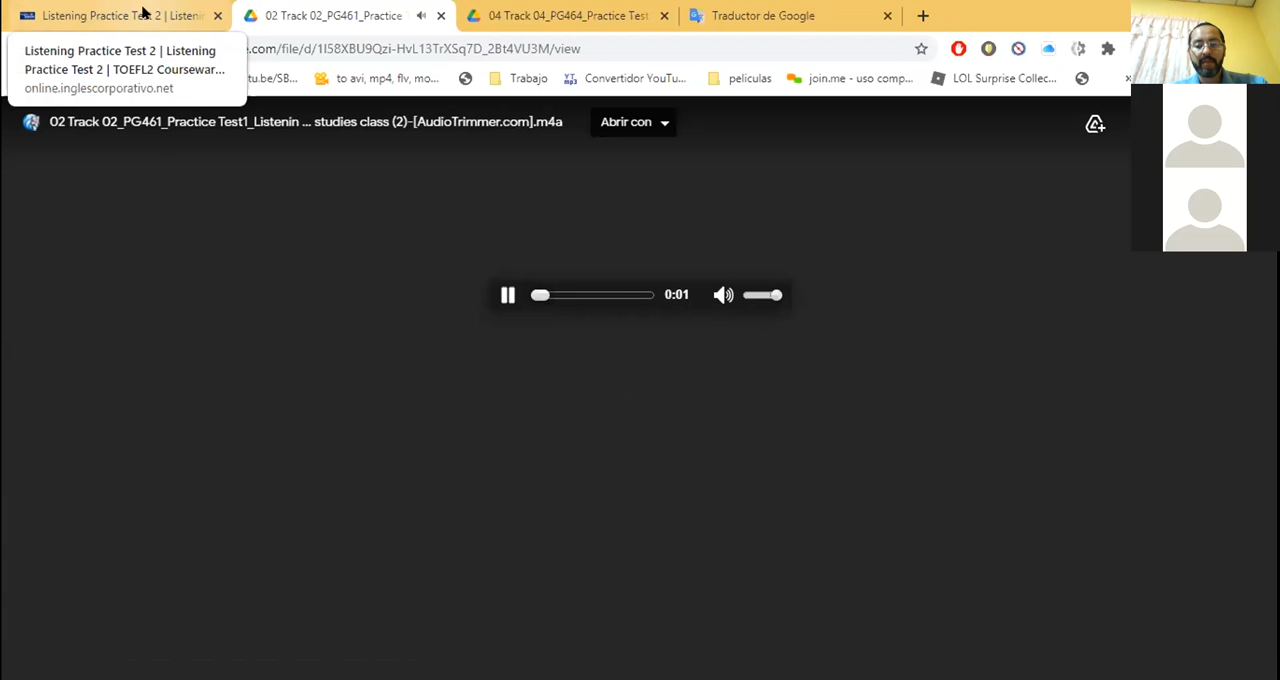 Listening Practice Test 2 | Listenin
02 Track 02_PG461_Practice
04 Track 04_PG464_Practice Test
Traductor de Google
Listening Practice Test 2 | Listening
Practice Test 2 | TOEFL2 Coursewar...
online.inglescorporativo.net
e.com/file/d/1I58XBU9Qzi-HvL13TrXSq7D_2Bt4VU3M/view
tu.be/SB...
to avi, mp4, flv, mo...
Trabajo
Convertidor YouTu...
peliculas
join.me - uso comp...
LOL Surprise Collec...
»
02 Track 02_PG461_Practice Test1_Listenin ... studies class (2)-[AudioTrimmer.com].m4a
Abrir con
0:01